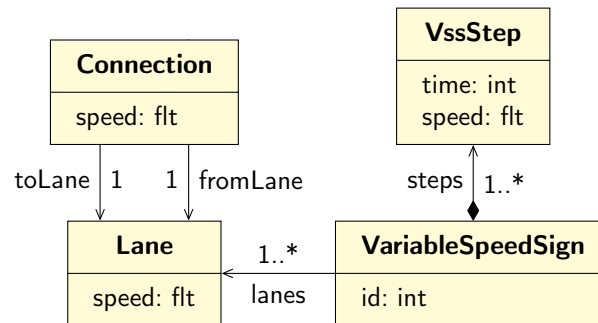 VssStep
time: int
speed: flt
Connection
speed: flt
toLane 1 1 fromLane
steps 1..*
Lane
speed: flt
1..*
lanes
VariableSpeedSign
id: int